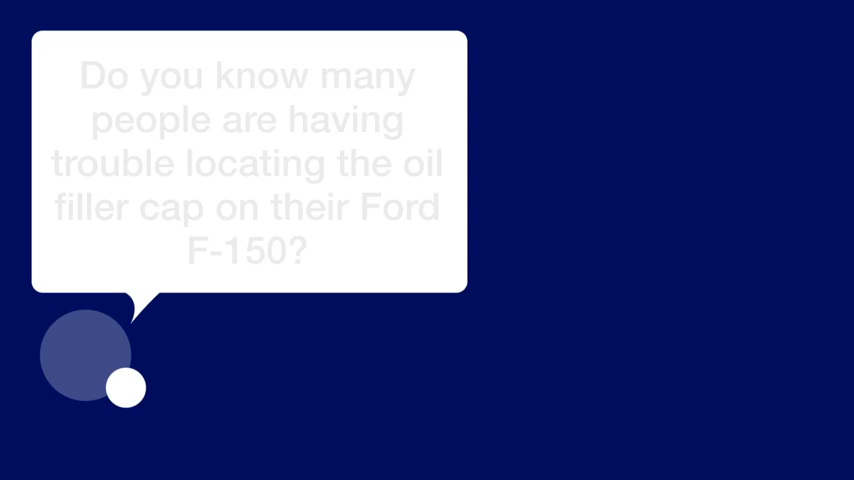 Do you know many
people are having
trouble locating the oil
filler cap on their Ford
F-150?